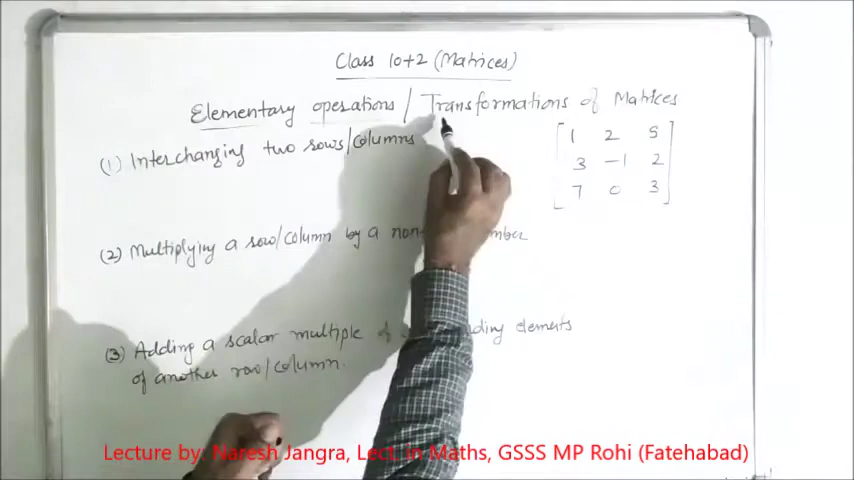 Class 10+2 (Matrices)
Elementary operations / Transformations of Matrices
(1) Interchanging two rows/columns
1 2 5
3 -1 2
7 0 3
(2) Multiplying a row/column by a
(3) Adding a scalar multiple of elements
of another row/column.
Lecture by: Naresh Jangra, Lect. in Maths, GSSS MP Rohi (Fatehabad)